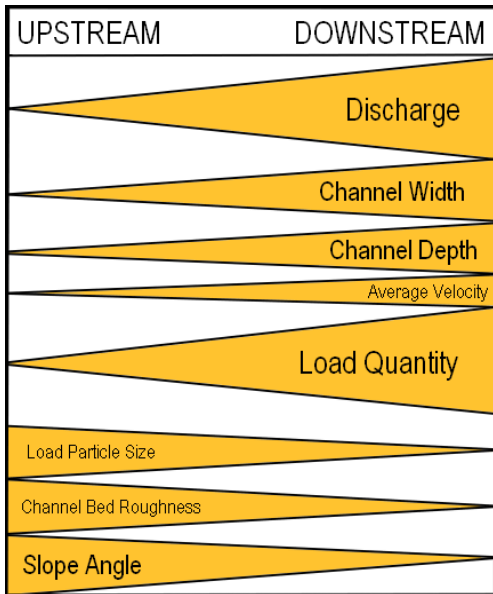 UPSTREAM DOWNSTREAM
Discharge
Channel Width
Channel Depth
Average Velocity
Load Quantity
Load Particle Size
Channel Bed Roughness
Slope Angle